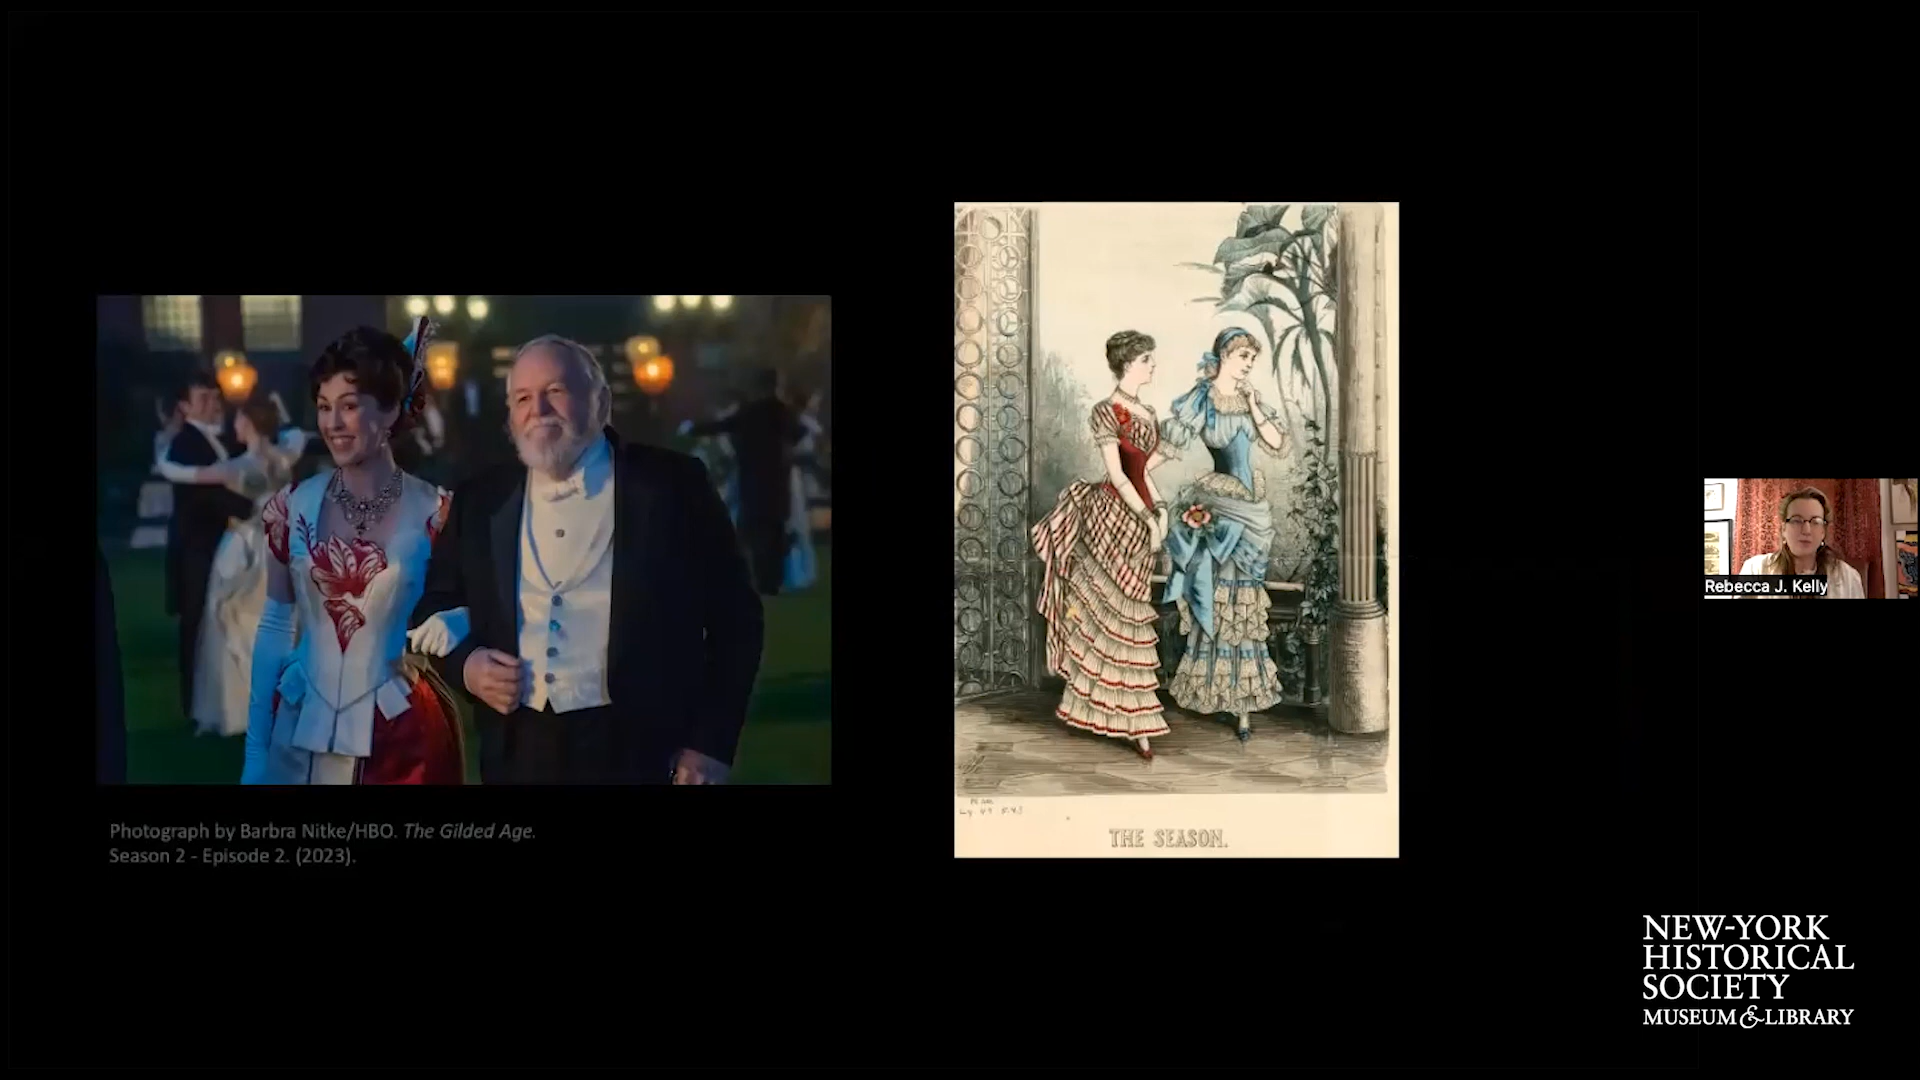 Photograph by Barbra Nitke/HBO. The Gilded Age.
Season 2 - Episode 2. (2023).
THE SEASON.
Rebecca J. Kelly
NEW-YORK
HISTORICAL
SOCIETY
MUSEUM & LIBRARY